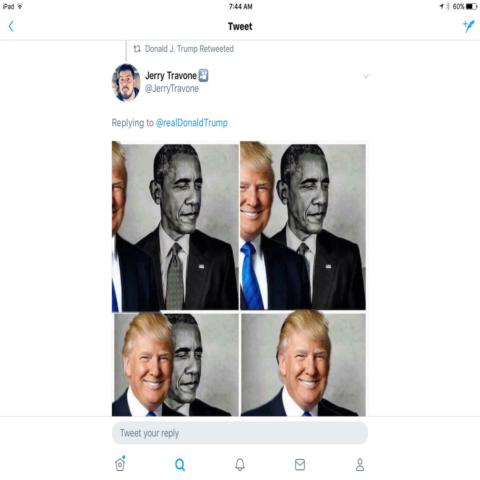 iPad
7:44 AM
60%
Tweet
Donald J. Trump Retweeted
Jerry Travone
@JerryTravone
Replying to @realDonaldTrump
Tweet your reply